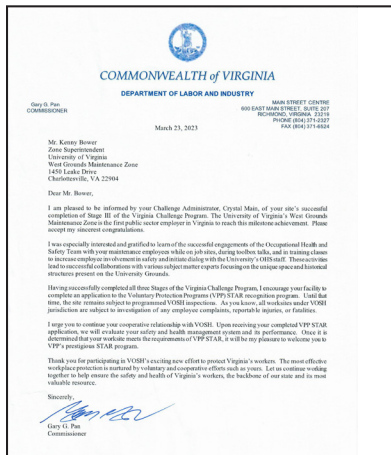 COMMONWEALTH of VIRGINIA
DEPARTMENT OF LABOR AND INDUSTRY
Gary G. Pan
COMMISSIONER
MAIN STREET CENTRE
600 EAST MAIN STREET, SUITE 207
RICHMOND, VIRGINIA 23219
PHONE (804) 371-2327
FAX (804) 371-6524
March 23, 2023
Mr. Kenny Bower
Zone Superintendent
University of Virginia
West Grounds Maintenance Zone
1450 Leake Drive
Charlottesville, VA 22904
Dear Mr. Bower,
I am pleased to be informed by your Challenge Administrator, Crystal Main, of your site's successful
completion of Stage III of the Virginia Challenge Program. The University of Virginia's West Grounds
Maintenance Zone is the first public sector employer in Virginia to reach this milestone achievement. Please
accept my sincerest congratulations.
I was especially interested and gratified to learn of the successful engagements of the Occupational Health and
Safety Team with your maintenance employees while on job sites, during toolbox talks, and in training classes
to increase employee involvement in safety and initiate dialog with the University's OHS staff. Those activities
lead to successful collaborations with various subject matter experts focusing on the unique space and historical
structures present on the University Grounds.
Having successfully completed all three Stages of the Virginia Challenge Program, I encourage your facility to
complete an application to the Voluntary Protection Programs (VPP) STAR recognition program. Until that
time, the site remains subject to programmed VOSH inspections. As you know, all worksites under VOSH
jurisdiction are subject to investigation of any employee complaints, reportable injuries, or fatalities.
I urge you to continue your cooperative relationship with VOSH. Upon receiving your completed VPP STAR
application, we will evaluate your safety and health management system and its performance. Once it is
determined that your worksite meets the requirements of VPP STAR, it will be my pleasure to welcome you to
VPP's prestigious STAR program.
Thank you for participating in VOSH's exciting new effort to protect Virginia's workers. The most effective
workplace protection is nurtured by voluntary and cooperative efforts such as yours. Let us continue working
together to help ensure the safety and health of Virginia's workers, the backbone of our state and its most
valuable resource.
Sincerely,
Gary G. Pan
Commissioner